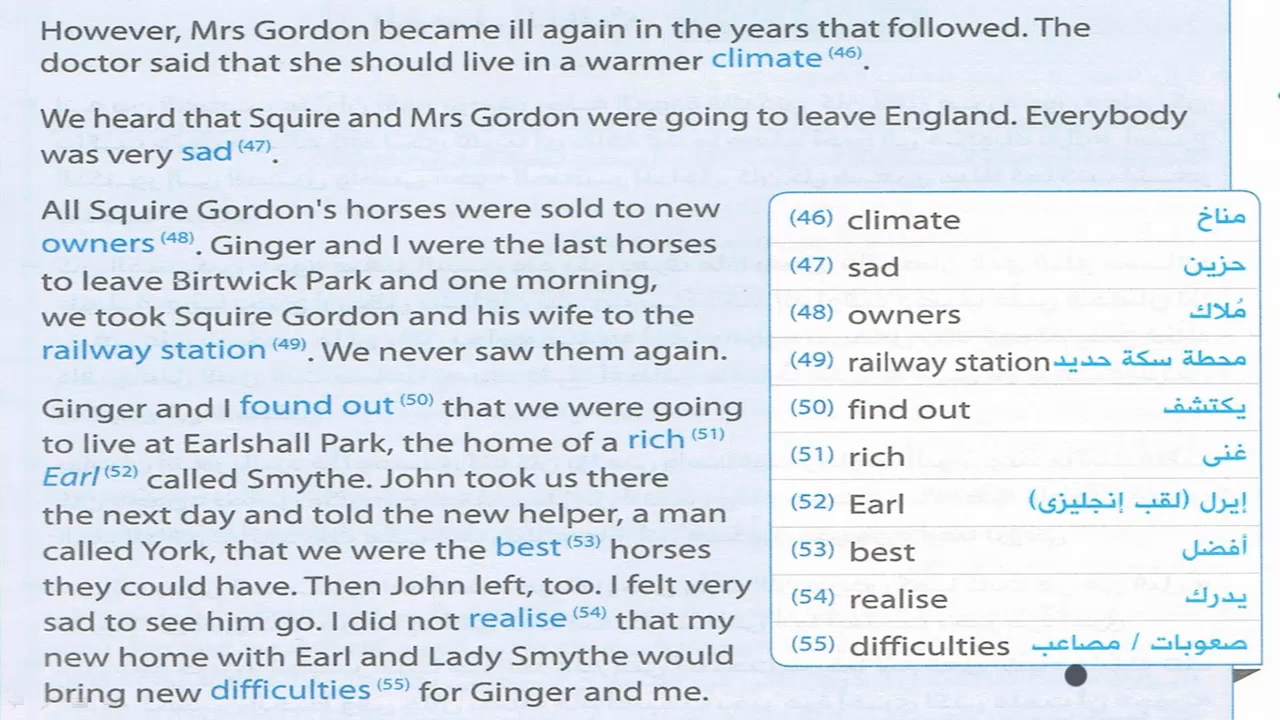 However, Mrs Gordon became ill again in the years that followed. The
doctor said that she should live in a warmer climate (46).
We heard that Squire and Mrs Gordon were going to leave England. Everybody
was very sad (47).
All Squire Gordon's horses were sold to new
owners (48). Ginger and I were the last horses
to leave Birtwick Park and one morning,
we took Squire Gordon and his wife to the
railway station (49). We never saw them again.
Ginger and I found out (50) that we were going
to live at Earlshall Park, the home of a rich (51)
Earl (52) called Smythe. John took us there
the next day and told the new helper, a man
called York, that we were the best (53) horses
they could have. Then John left, too. I felt very
sad to see him go. I did not realise (54) that my
new home with Earl and Lady Smythe would
bring new difficulties (55) for Ginger and me.
(46) climate مناخ
(47) sad حزين
(48) owners مُلاك
(49) railway station محطة سكة حديد
(50) find out يكتشف
(51) rich غنى
(52) Earl إيرل (لقب إنجليزى)
(53) best أفضل
(54) realise يدرك
(55) difficulties صعوبات / مصاعب